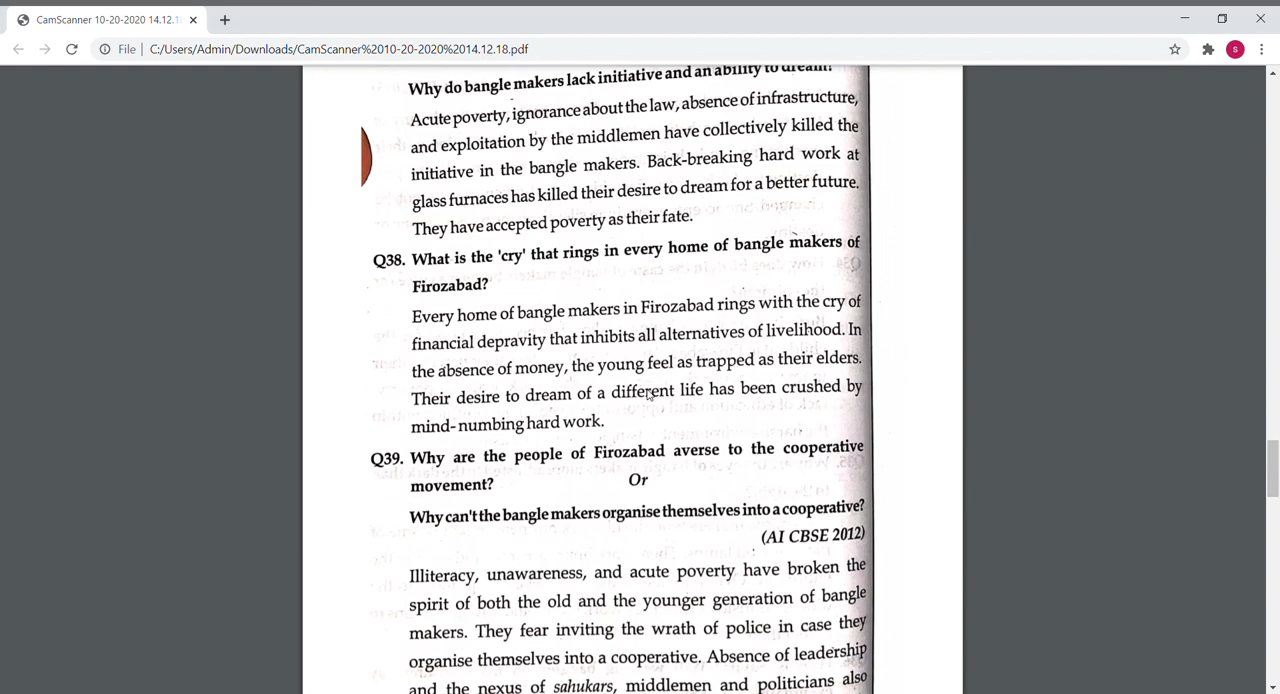 CamScanner 10-20-2020 14.12.1
File | C:/Users/Admin/Downloads/CamScanner%2010-20-2020%2014.12.18.pdf
s
Why do bangle makers lack initiative and an ability to dream?
Acute poverty, ignorance about the law, absence of infrastructure,
and exploitation by the middlemen have collectively killed the
initiative in the bangle makers. Back-breaking hard work at
glass furnaces has killed their desire to dream for a better future.
They have accepted poverty as their fate.
Q38. What is the 'cry' that rings in every home of bangle makers of
Firozabad?
Every home of bangle makers in Firozabad rings with the cry of
financial depravity that inhibits all alternatives of livelihood. In
the absence of money, the young feel as trapped as their elders.
Their desire to dream of a different life has been crushed by
mind-numbing hard work.
Q39. Why are the people of Firozabad averse to the cooperative
movement?
Or
Why can't the bangle makers organise themselves into a cooperative?
(AI CBSE 2012)
Illiteracy, unawareness, and acute poverty have broken the
spirit of both the old and the younger generation of bangle
makers. They fear inviting the wrath of police in case they
organise themselves into a cooperative. Absence of leadership
and the nexus of sahukars, middlemen and politicians also